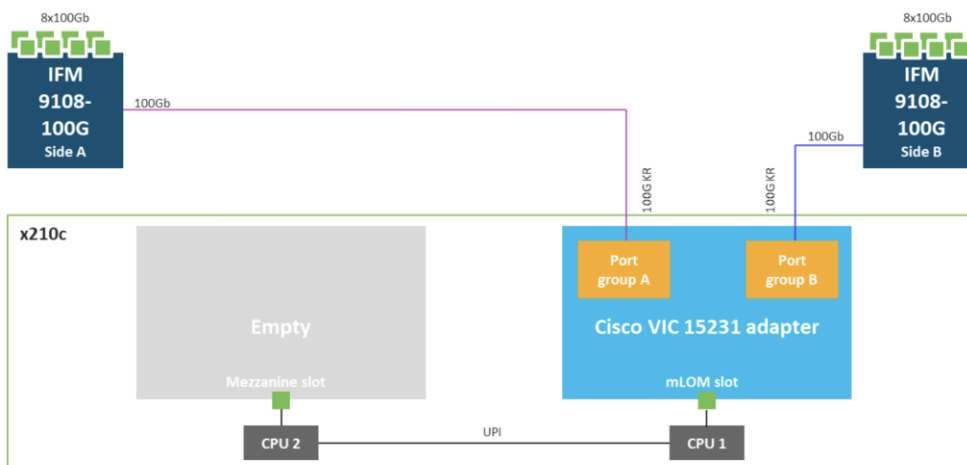 8x100Gb
8x100Gb
IFM
9108-
100G
Side A
IFM
9108-
100G
Side B
100Gb
100Gb
100G KR
100G KR
x210c
Port
group A
Port
group B
Empty
Cisco VIC 15231 adapter
Mezzanine slot
mLOM slot
CPU 2
UPI
CPU 1